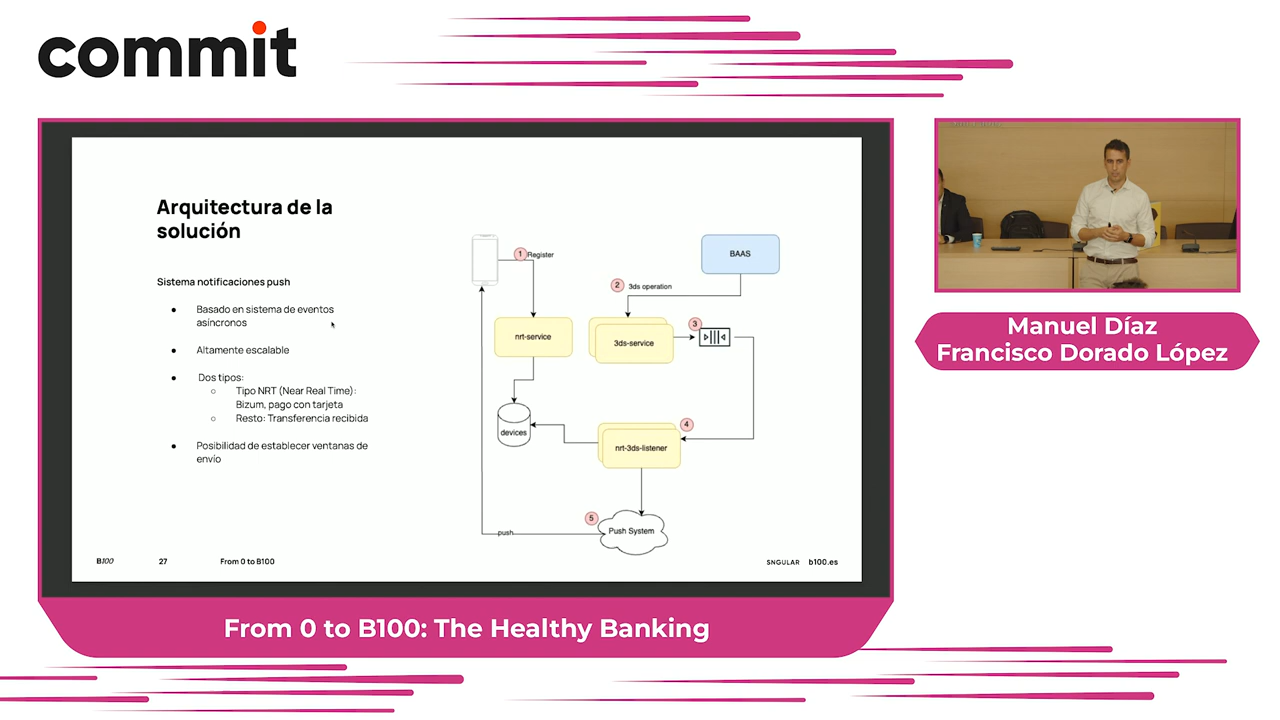 commit
Arquitectura de la
solución
Sistema notificaciones push
● Basado en sistema de eventos
asíncronos
● Altamente escalable
● Dos tipos:
○ Tipo NRT (Near Real Time):
Bizum, pago con tarjeta
○ Resto: Transferencia recibida
● Posibilidad de establecer ventanas de
envío
1 Register
BAAS
2 3ds operation
nrt-service
3ds-service
3
devices
4
nrt-3ds-listener
5
Push System
push
B100 27 From 0 to B100
SNGULAR b100.es
Manuel Díaz
Francisco Dorado López
From 0 to B100: The Healthy Banking